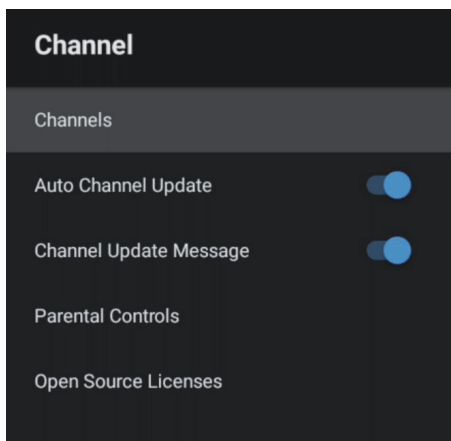 Channel
Channels
Auto Channel Update
Channel Update Message
Parental Controls
Open Source Licenses